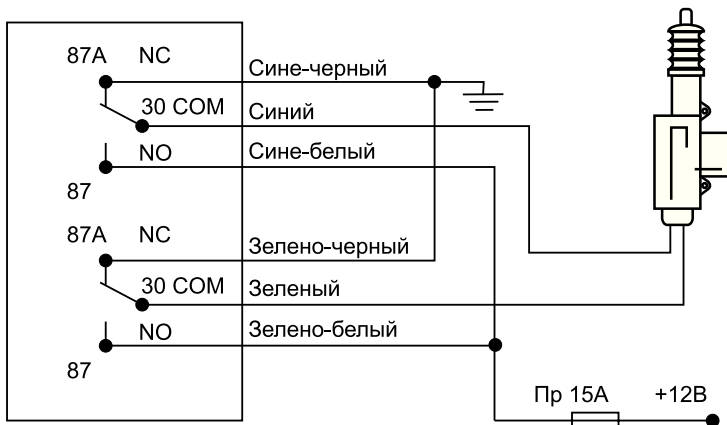 87A NC
Сине-черный
30 COM
Синий
NO
Сине-белый
87
87A NC
Зелено-черный
30 COM
Зеленый
NO
Зелено-белый
87
Пр 15А +12В